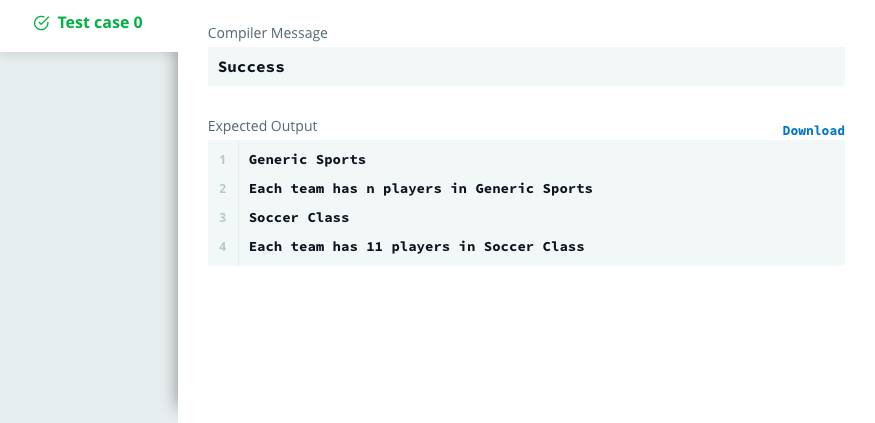 Test case 0
Compiler Message
Success
Expected Output
Download
1 Generic Sports
2 Each team has n players in Generic Sports
3 Soccer Class
4 Each team has 11 players in Soccer Class